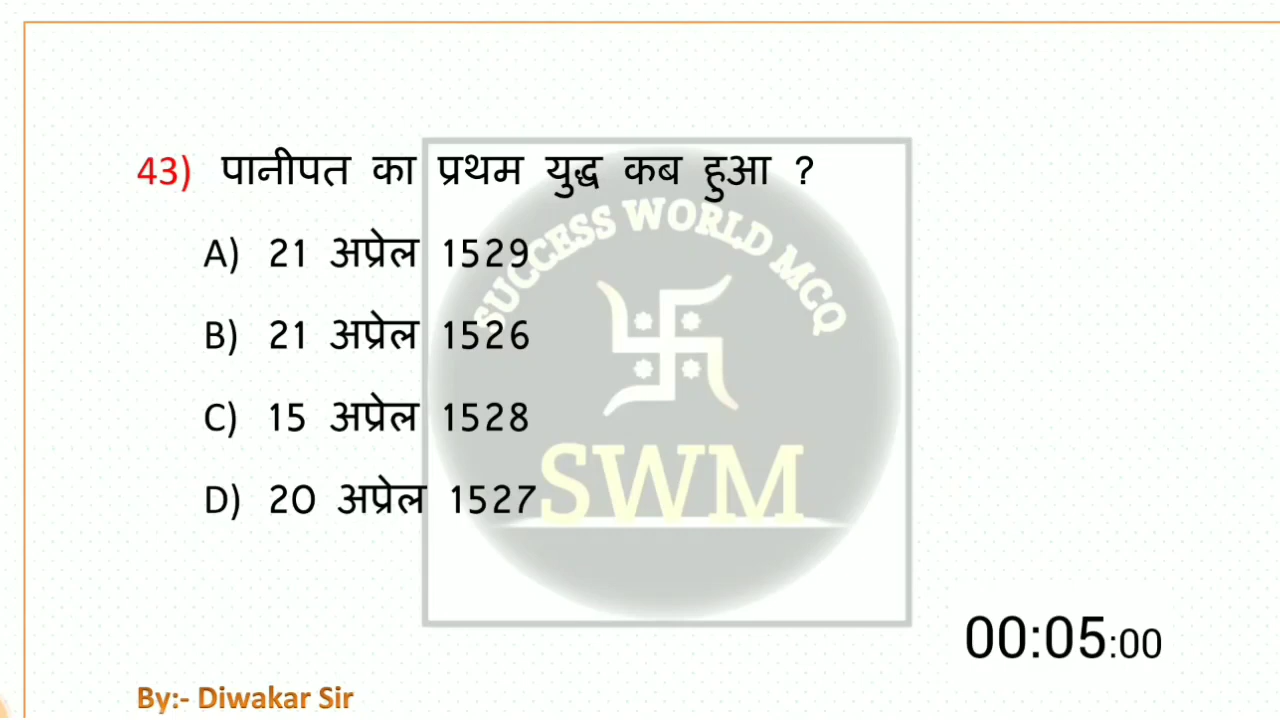 43) पानीपत का प्रथम युद्ध कब हुआ ?
SUCCESS WORLD MCQ
A) 21 अप्रेल 1529
B) 21 अप्रेल 1526
C) 15 अप्रेल 1528
D) 20 अप्रेल 1527
SWM
00:05:00
By:- Diwakar Sir